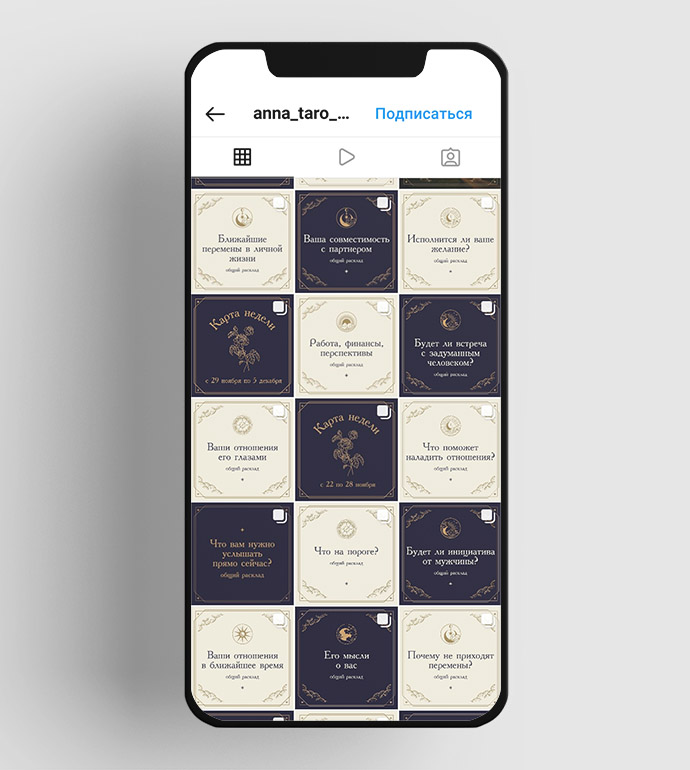 anna_taro_...
Подписаться
Ближайшие
перемены в личной
жизни
общий расклад
Ваша совместимость
с партнером
общий расклад
Исполнится ли ваше
желание?
общий расклад
Карта недели
с 29 ноября по 5 декабря
Работа, финансы,
перспективы
общий расклад
Будет ли встреча
с задуманным
человеком?
общий расклад
Ваши отношения
его глазами
общий расклад
Карта недели
с 22 по 28 ноября
Что поможет
наладить отношения?
общий расклад
Что вам нужно
услышать
прямо сейчас?
общий расклад
Что на пороге?
общий расклад
Будет ли инициатива
от мужчины?
общий расклад
Ваши отношения
в ближайшее время
общий расклад
Его мысли
о вас
общий расклад
Почему не приходят
перемены?
общий расклад